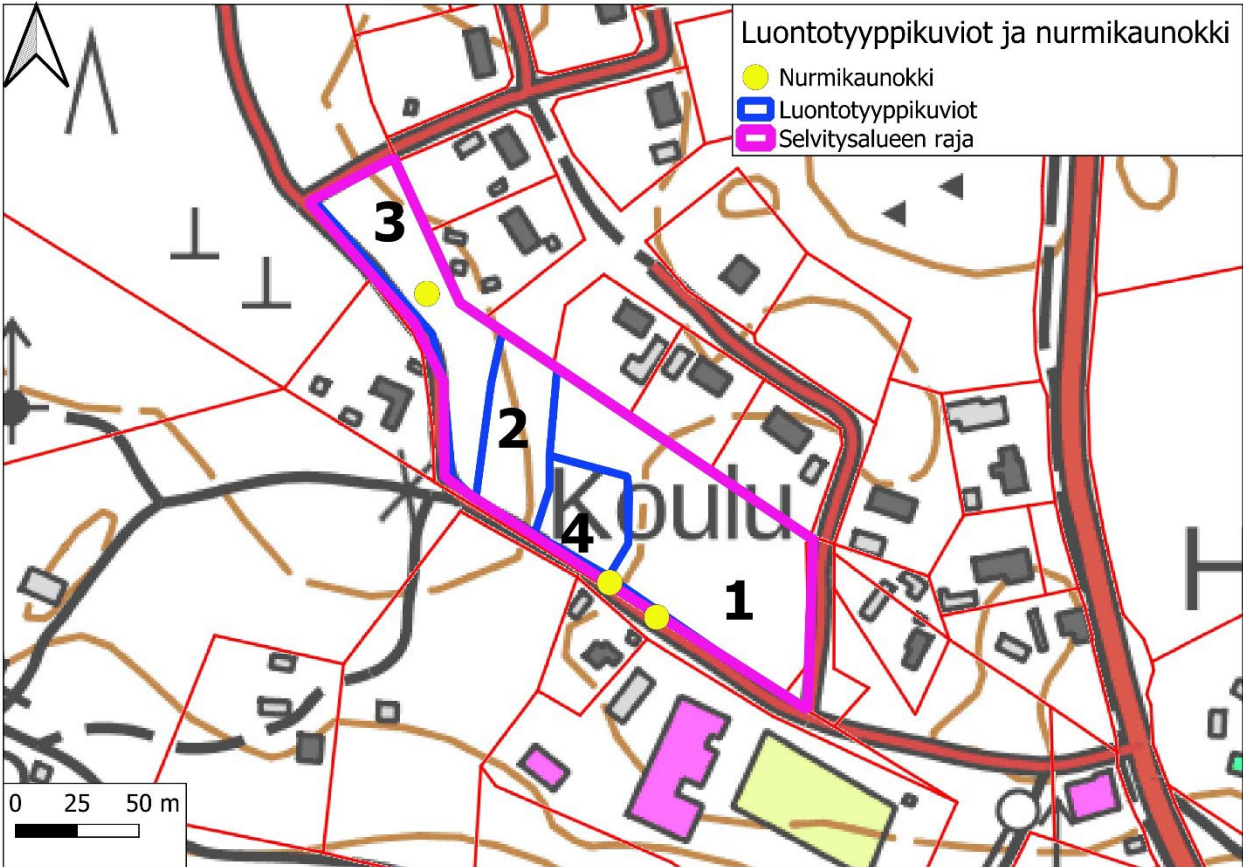 Luontotyyppikuviot ja nurmikaunokki
Nurmikaunokki
Luontotyyppikuviot
Selvitysalueen raja
3
2
Koulu
4
1
0 25 50 m